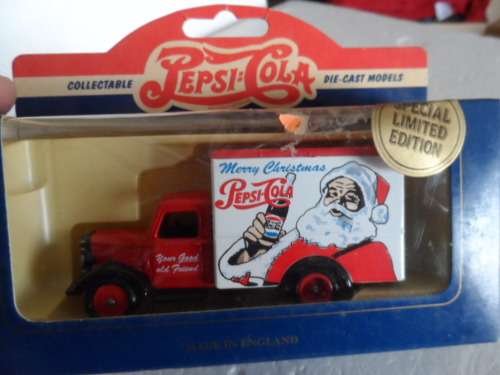 PEPSI:COLA
COLLECTABLE DIE-CAST MODELS
SPECIAL
LIMITED
EDITION
Merry Christmas
PEPSI:COLA
Your Good
old Friend
MADE IN ENGLAND